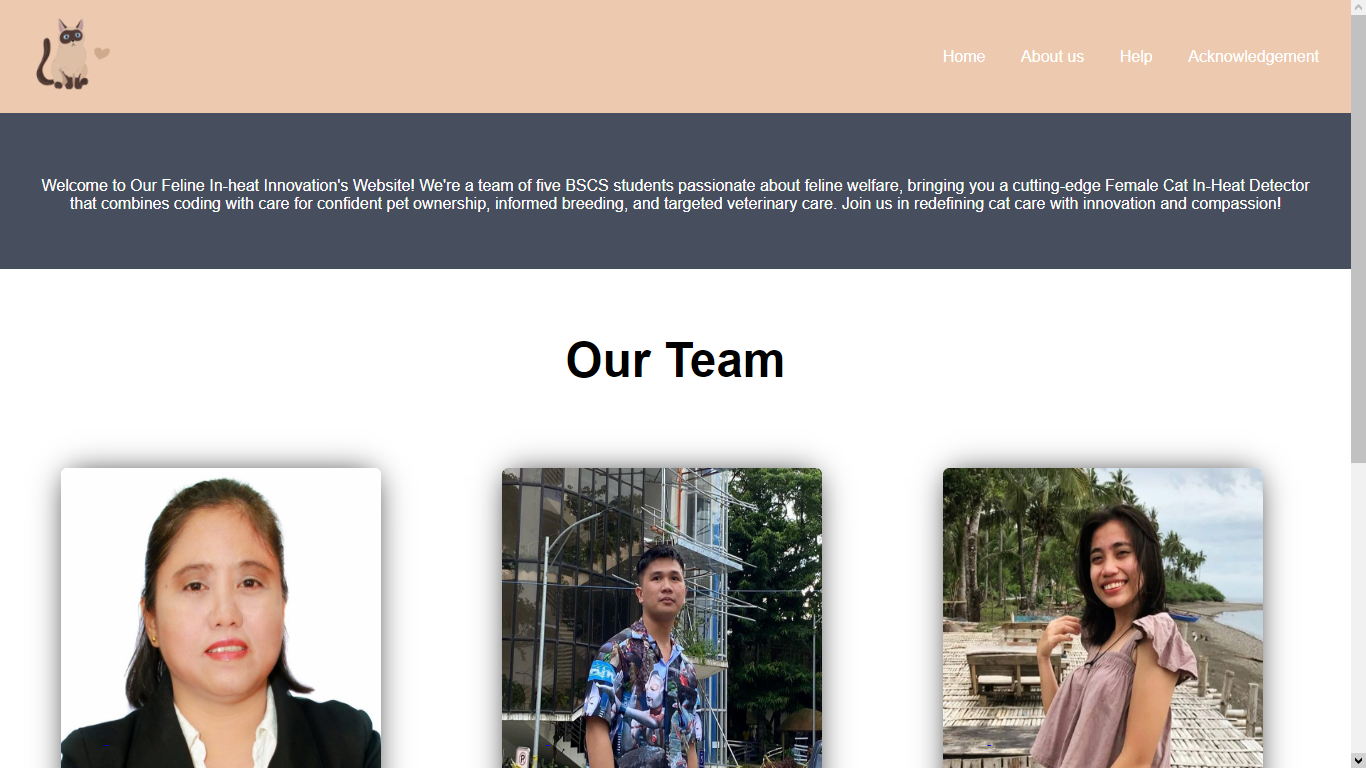 Home About us Help Acknowledgement
Welcome to Our Feline In-heat Innovation's Website! We're a team of five BSCS students passionate about feline welfare, bringing you a cutting-edge Female Cat In-Heat Detector
that combines coding with care for confident pet ownership, informed breeding, and targeted veterinary care. Join us in redefining cat care with innovation and compassion!
Our Team